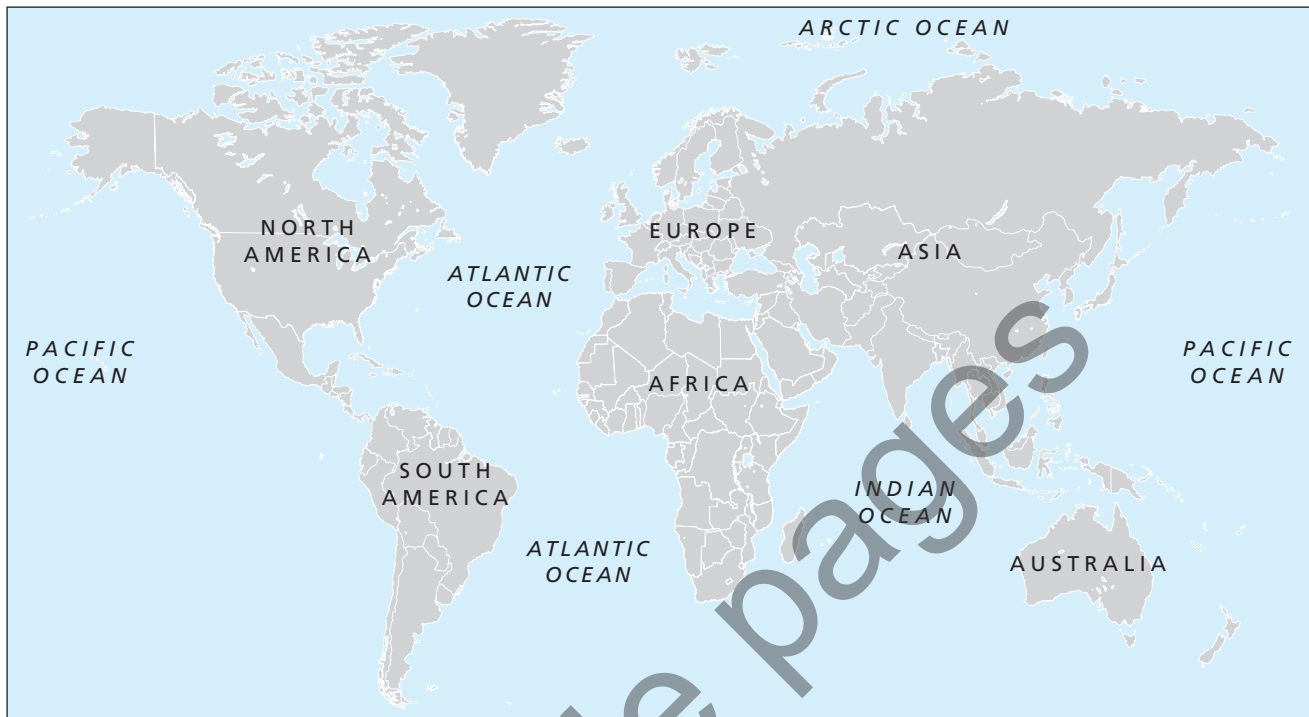 ARCTIC OCEAN
NORTH
AMERICA
EUROPE
ASIA
ATLANTIC
OCEAN
PACIFIC
OCEAN
PACIFIC
OCEAN
AFRICA
SOUTH
AMERICA
INDIAN
OCEAN
ATLANTIC
OCEAN
AUSTRALIA
pages